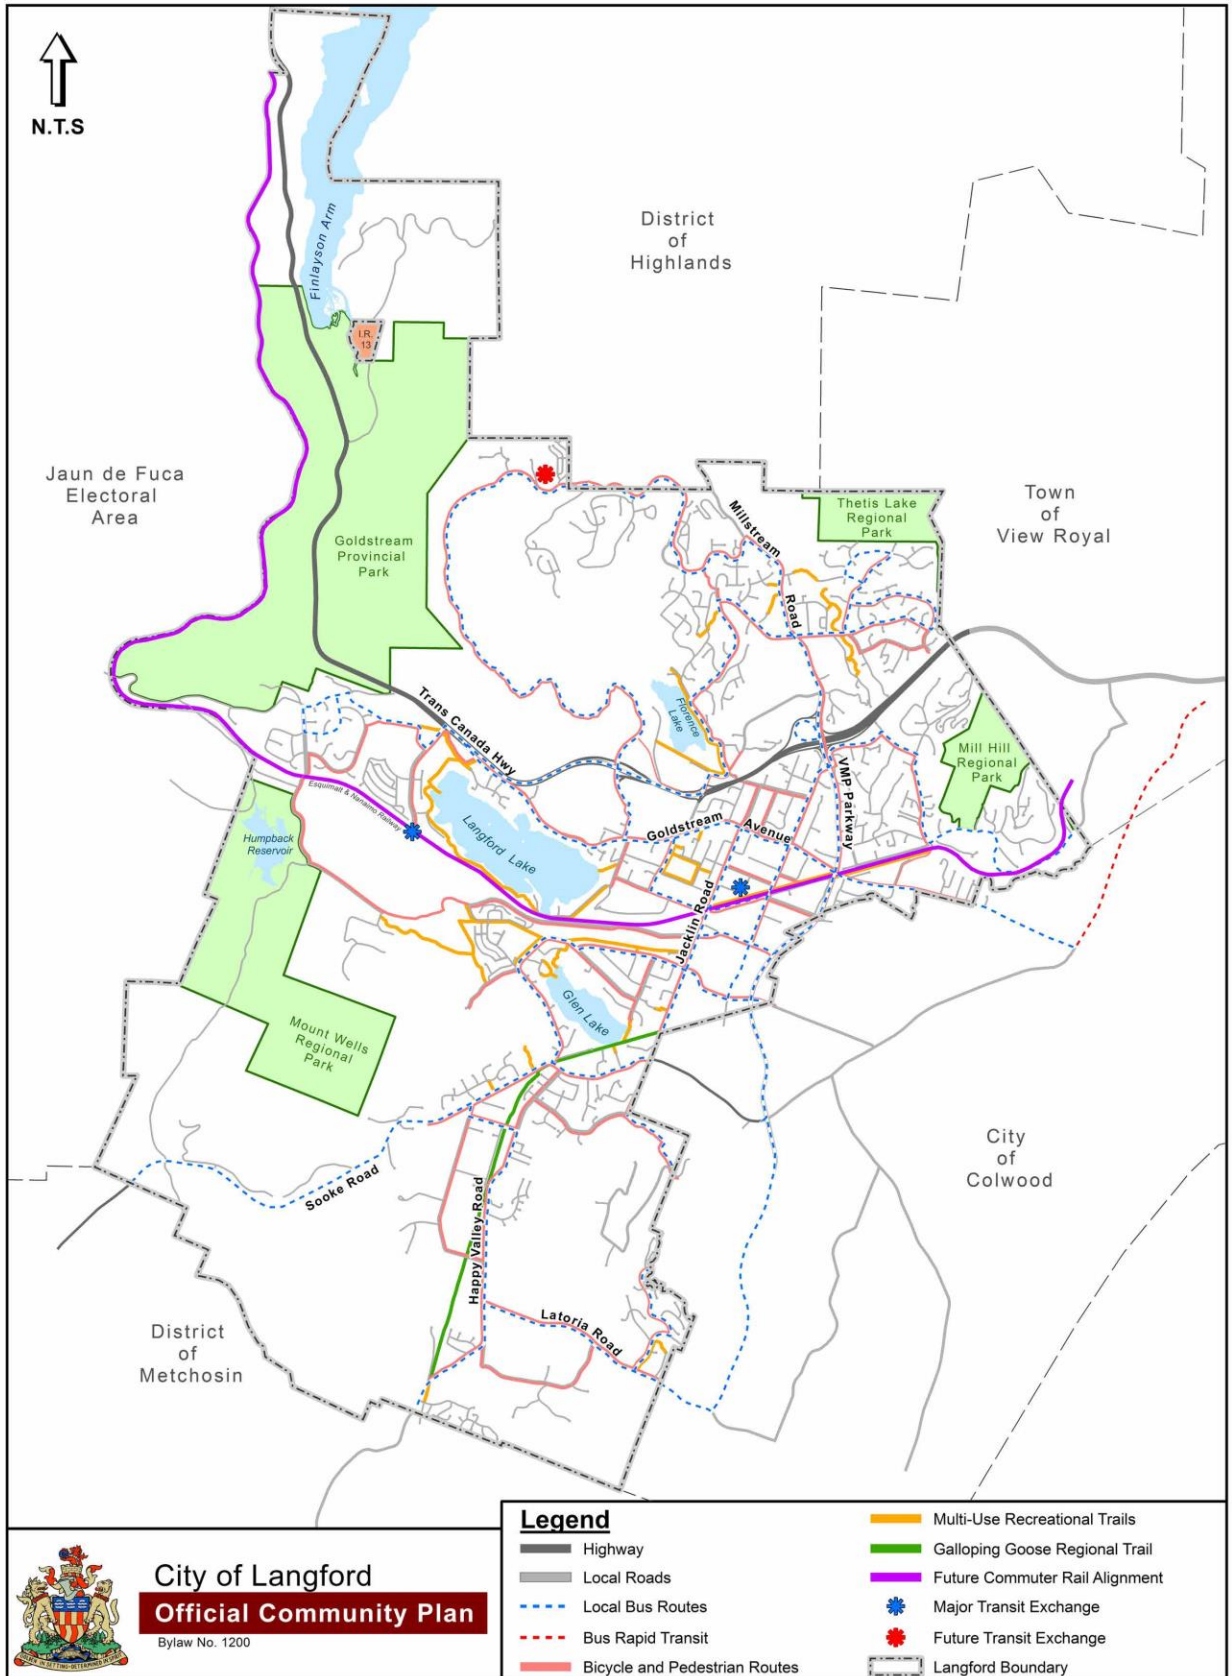 N.T.S
Finlayson Arm
District
of
Highlands
I.R.
13
Jaun de Fuca
Electoral
Area
Goldstream
Provincial
Park
Millstream
Road
Thetis Lake
Regional
Park
Town
of
View Royal
Trans Canada Hwy
Florence
Lake
Mill Hill
Regional
Park
VMP Parkway
Esquimalt & Nanaimo Railway
Langford Lake
Goldstream
Avenue
Humpback
Reservoir
Jacklin Road
Glen Lake
Mount Wells
Regional
Park
City
of
Colwood
Sooke Road
Happy Valley Road
Latoria Road
District
of
Metchosin
City of Langford
Official Community Plan
Bylaw No. 1200
Legend
Highway
Local Roads
Local Bus Routes
Bus Rapid Transit
Bicycle and Pedestrian Routes
Multi-Use Recreational Trails
Galloping Goose Regional Trail
Future Commuter Rail Alignment
Major Transit Exchange
Future Transit Exchange
Langford Boundary